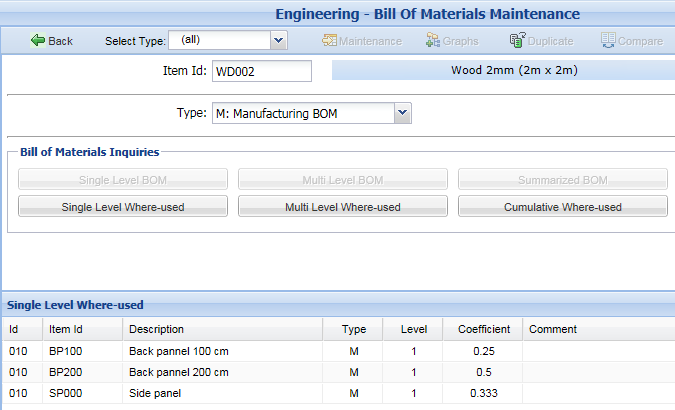 Engineering - Bill Of Materials Maintenance
Back Select Type: (all) Maintenance Graphs Duplicate Compare
Item Id: WD002 Wood 2mm (2m x 2m)
Type: M: Manufacturing BOM
Bill of Materials Inquiries
Single Level BOM Multi Level BOM Summarized BOM
Single Level Where-used Multi Level Where-used Cumulative Where-used
Single Level Where-used
Id Item Id Description Type Level Coefficient Comment
010 BP100 Back pannel 100 cm M 1 0.25
010 BP200 Back pannel 200 cm M 1 0.5
010 SP000 Side panel M 1 0.333